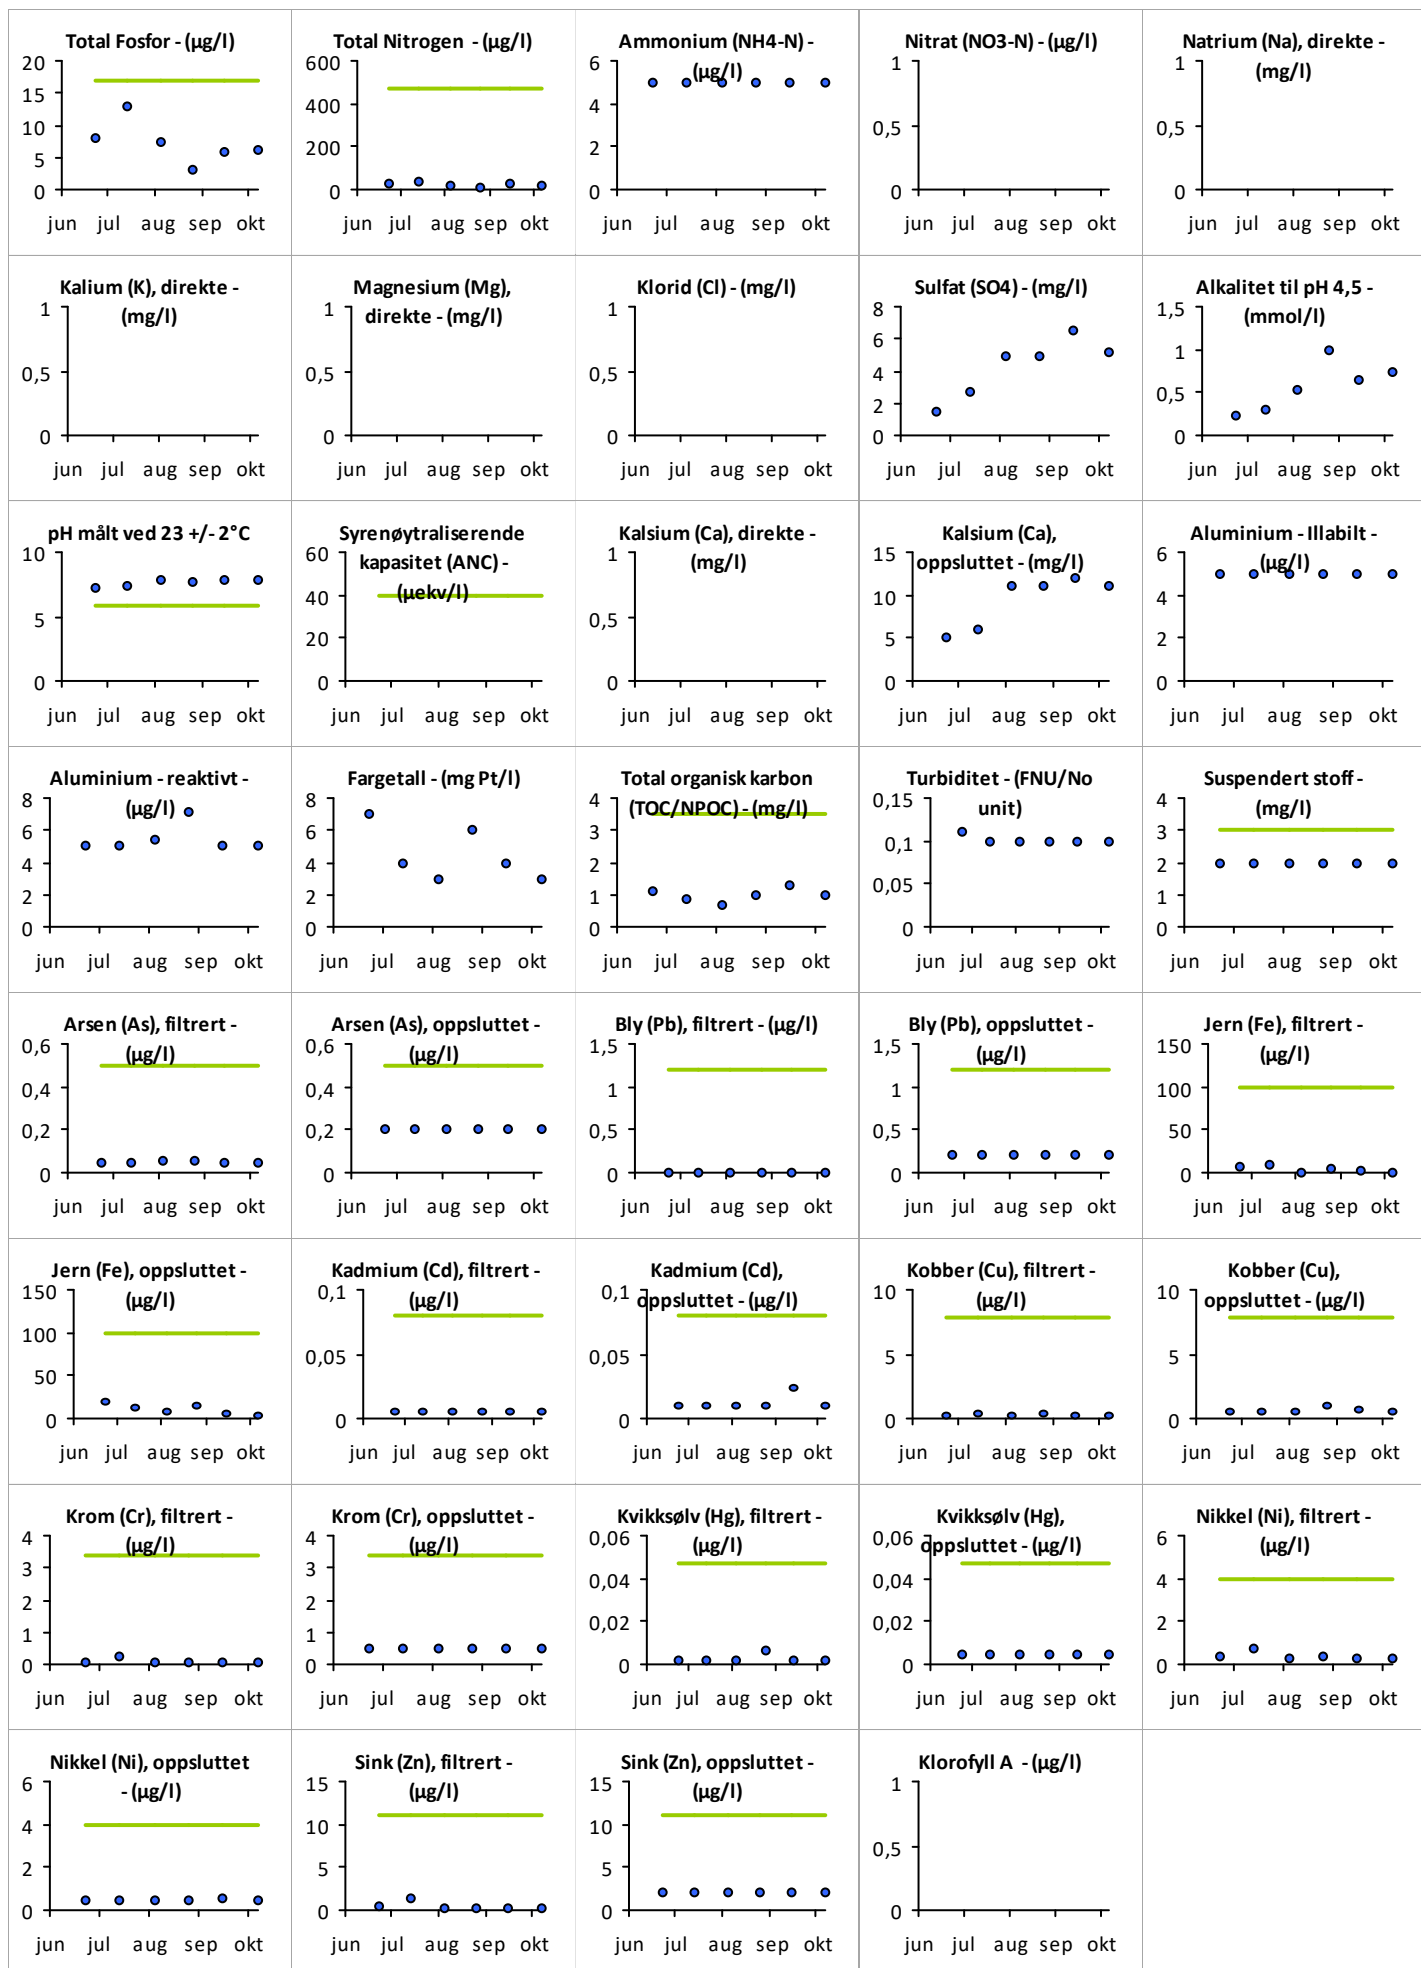 Total Fosfor - (µg/l)
20
15
10
5
0
jun jul aug sep okt
Total Nitrogen - (µg/l)
600
400
200
0
jun jul aug sep okt
Ammonium (NH4-N) -
(µg/l)
6
4
2
0
jun jul aug sep okt
Nitrat (NO3-N) - (µg/l)
1
0,5
0
jun jul aug sep okt
Natrium (Na), direkte -
(mg/l)
1
0,5
0
jun jul aug sep okt
Kalium (K), direkte -
(mg/l)
1
0,5
0
jun jul aug sep okt
Magnesium (Mg),
direkte - (mg/l)
1
0,5
0
jun jul aug sep okt
Klorid (Cl) - (mg/l)
1
0,5
0
jun jul aug sep okt
Sulfat (SO4) - (mg/l)
8
6
4
2
0
jun jul aug sep okt
Alkalitet til pH 4,5 -
(mmol/l)
1,5
1
0,5
0
jun jul aug sep okt
pH målt ved 23 +/- 2°C
10
5
0
jun jul aug sep okt
Syrenøytraliserende
kapasitet (ANC) -
(µekv/l)
60
40
20
0
jun jul aug sep okt
Kalsium (Ca), direkte -
(mg/l)
1
0,5
0
jun jul aug sep okt
Kalsium (Ca),
oppsluttet - (mg/l)
15
10
5
0
jun jul aug sep okt
Aluminium - Illabilt -
(µg/l)
6
4
2
0
jun jul aug sep okt
Aluminium - reaktivt -
(µg/l)
8
6
4
2
0
jun jul aug sep okt
Fargetall - (mg Pt/l)
8
6
4
2
0
jun jul aug sep okt
Total organisk karbon
(TOC/NPOC) - (mg/l)
4
3
2
1
0
jun jul aug sep okt
Turbiditet - (FNU/No
unit)
0,15
0,1
0,05
0
jun jul aug sep okt
Suspendert stoff -
(mg/l)
4
3
2
1
0
jun jul aug sep okt
Arsen (As), filtrert -
(µg/l)
0,6
0,4
0,2
0
jun jul aug sep okt
Arsen (As), oppsluttet -
(µg/l)
0,6
0,4
0,2
0
jun jul aug sep okt
Bly (Pb), filtrert - (µg/l)
1,5
1
0,5
0
jun jul aug sep okt
Bly (Pb), oppsluttet -
(µg/l)
1,5
1
0,5
0
jun jul aug sep okt
Jern (Fe), filtrert -
(µg/l)
150
100
50
0
jun jul aug sep okt
Jern (Fe), oppsluttet -
(µg/l)
150
100
50
0
jun jul aug sep okt
Kadmium (Cd), filtrert -
(µg/l)
0,1
0,05
0
jun jul aug sep okt
Kadmium (Cd),
oppsluttet - (µg/l)
0,1
0,05
0
jun jul aug sep okt
Kobber (Cu), filtrert -
(µg/l)
10
5
0
jun jul aug sep okt
Kobber (Cu),
oppsluttet - (µg/l)
10
5
0
jun jul aug sep okt
Krom (Cr), filtrert -
(µg/l)
4
3
2
1
0
jun jul aug sep okt
Krom (Cr), oppsluttet -
(µg/l)
4
3
2
1
0
jun jul aug sep okt
Kvikksølv (Hg), filtrert -
(µg/l)
0,06
0,04
0,02
0
jun jul aug sep okt
Kvikksølv (Hg),
oppsluttet - (µg/l)
0,06
0,04
0,02
0
jun jul aug sep okt
Nikkel (Ni), filtrert -
(µg/l)
6
4
2
0
jun jul aug sep okt
Nikkel (Ni), oppsluttet
- (µg/l)
6
4
2
0
jun jul aug sep okt
Sink (Zn), filtrert -
(µg/l)
15
10
5
0
jun jul aug sep okt
Sink (Zn), oppsluttet -
(µg/l)
15
10
5
0
jun jul aug sep okt
Klorofyll A - (µg/l)
1
0,5
0
jun jul aug sep okt